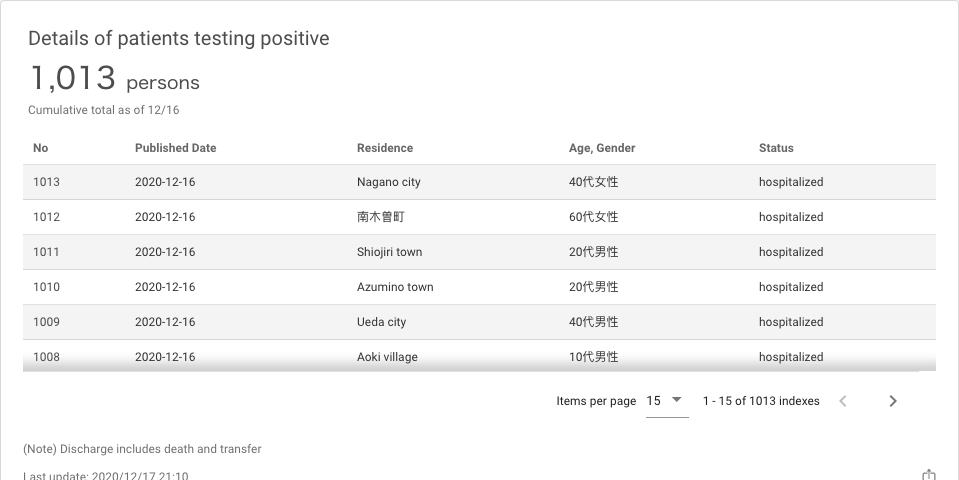 Details of patients testing positive
1,013 persons
Cumulative total as of 12/16
No Published Date Residence Age, Gender Status
1013 2020-12-16 Nagano city 40代女性 hospitalized
1012 2020-12-16 南木曽町 60代女性 hospitalized
1011 2020-12-16 Shiojiri town 20代男性 hospitalized
1010 2020-12-16 Azumino town 20代男性 hospitalized
1009 2020-12-16 Ueda city 40代男性 hospitalized
1008 2020-12-16 Aoki village 10代男性 hospitalized
Items per page 15 1 - 15 of 1013 indexes
(Note) Discharge includes death and transfer
Last update: 2020/12/17 21:10